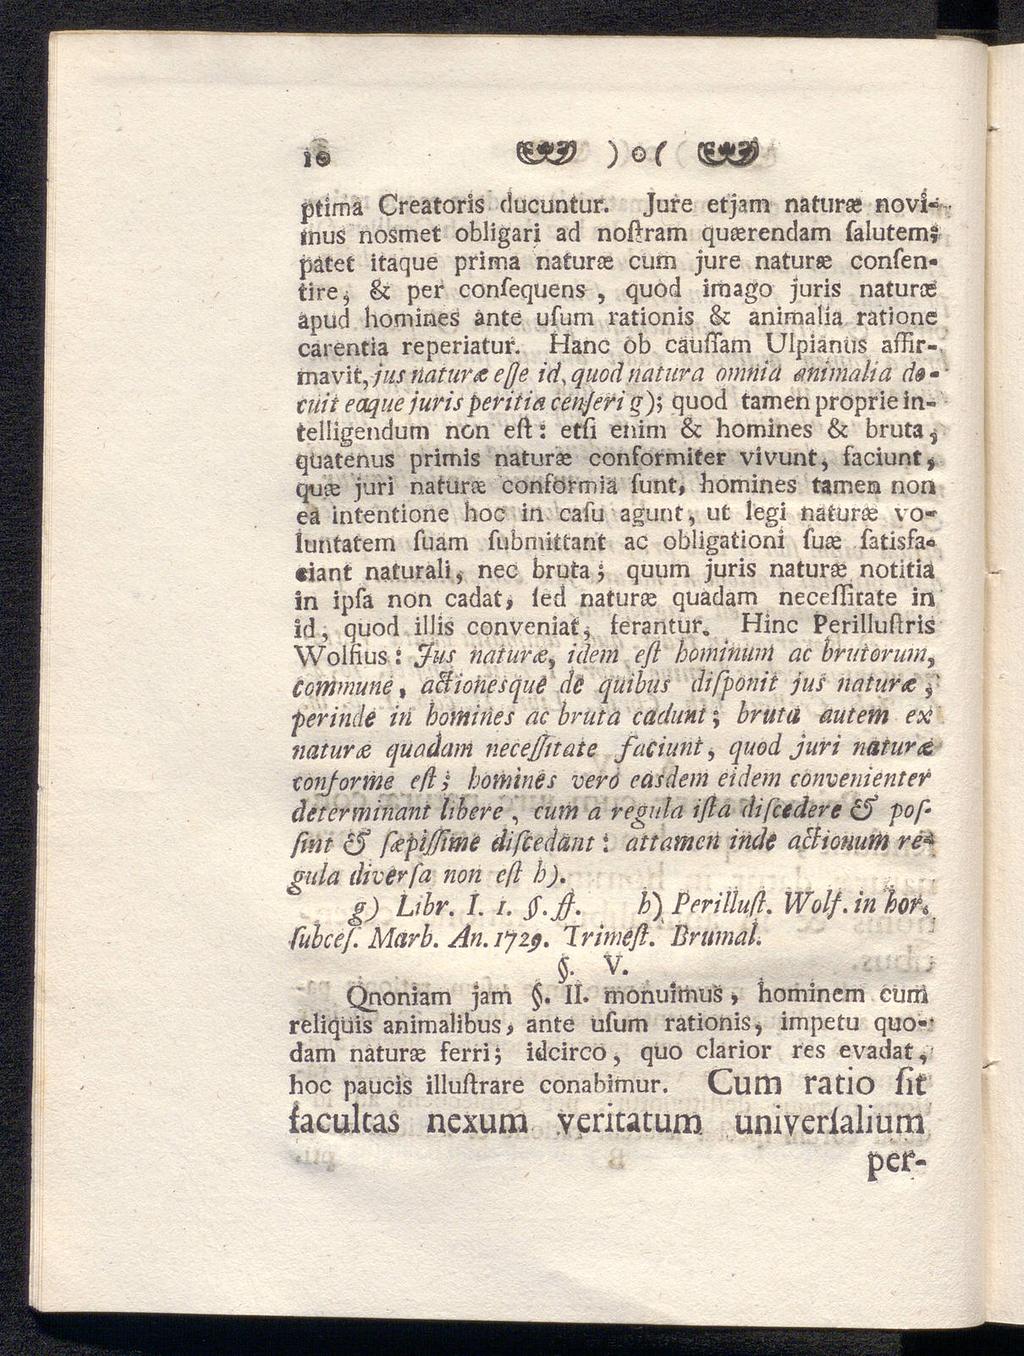 10 ) o (
ptima Creatoris ducuntur. Jure etjam naturæ novi-
mus nosmet obligari ad noſtram quærendam ſalutem;
patet itaque prima naturæ cum jure naturæ conſen-
tire, & per conſequens, quod imago juris naturæ
apud homines ante uſum rationis & animalia ratione
carentia reperiatur. Hanc ob cauſſam Ulpianus affir-
mavit, jus naturæ eſſe id, quod natura omnia animalia do-
cuit eaque juris peritia cenſeri g); quod tamen proprie in-
telligendum non eſt: etſi enim & homines & bruta,
quatenus primis naturæ conformiter vivunt, faciunt,
quæ juri naturæ conformia ſunt, homines tamen non
ea intentione hoc in caſu agunt, ut legi naturæ vo-
luntatem ſuam ſubmittant ac obligationi ſuæ ſatisfa-
ciant naturali, nec bruta; quum juris naturæ notitia
in ipſa non cadat, ſed naturæ quadam neceſſitate in
id, quod illis conveniat, ferantur. Hinc Perilluſtris
Wolfius: Jus naturæ, idem eſt hominum ac brutorum,
commune, actionesque de quibus diſponit jus naturæ,
perinde in homines ac bruta cadunt; bruta autem ex
naturæ quadam neceſſitate faciunt, quod juri naturæ
conforme eſt; homines vero easdem eidem convenienter
determinant libere, cum a regula iſta diſcedere & poſ-
ſint & ſæpiſſime diſcedant: attamen inde actionum re-
gula diverſa non eſt h).
g) Libr. I. 1. §. ff. h) Perilluſt. Wolf. in hor.
ſubceſ. Marb. An. 1729. Trimeſt. Brumal.
§. V.
Qnoniam jam §. II. monuimus, hominem cum
reliquis animalibus, ante uſum rationis, impetu quo-
dam naturæ ferri; idcirco, quo clarior res evadat,
hoc paucis illuſtrare conabimur. Cum ratio ſit
facultas nexum veritatum univerſalium
per-